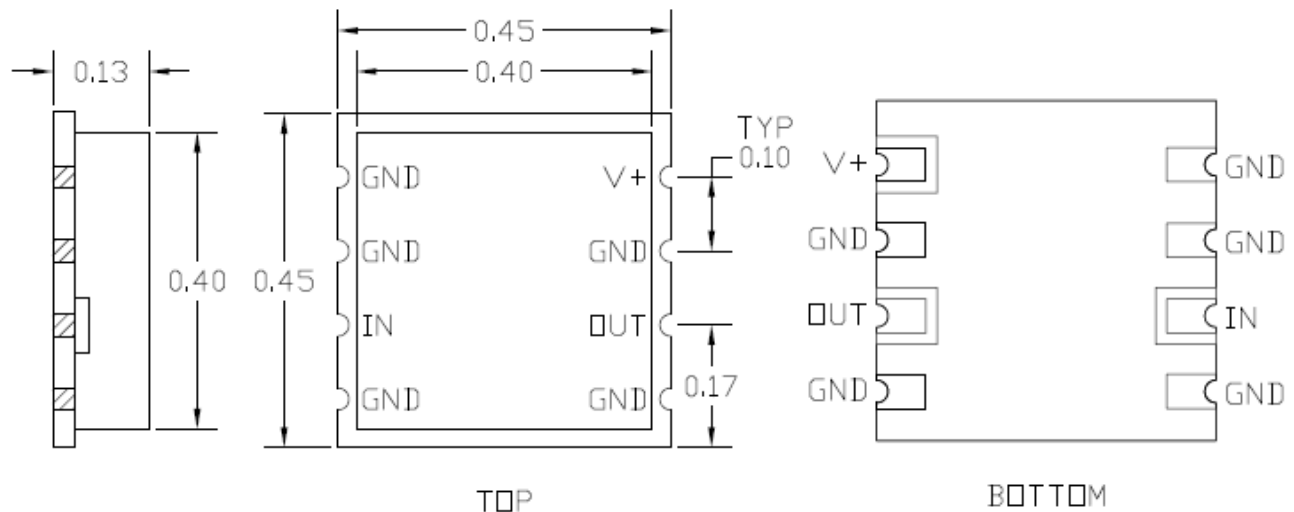 0.13
0.40
0.45
0.45
0.40
TYP
0.10
0.17
GND V+
GND GND
IN OUT
GND GND
TOP
V+ GND
GND GND
OUT IN
GND GND
BOTTOM